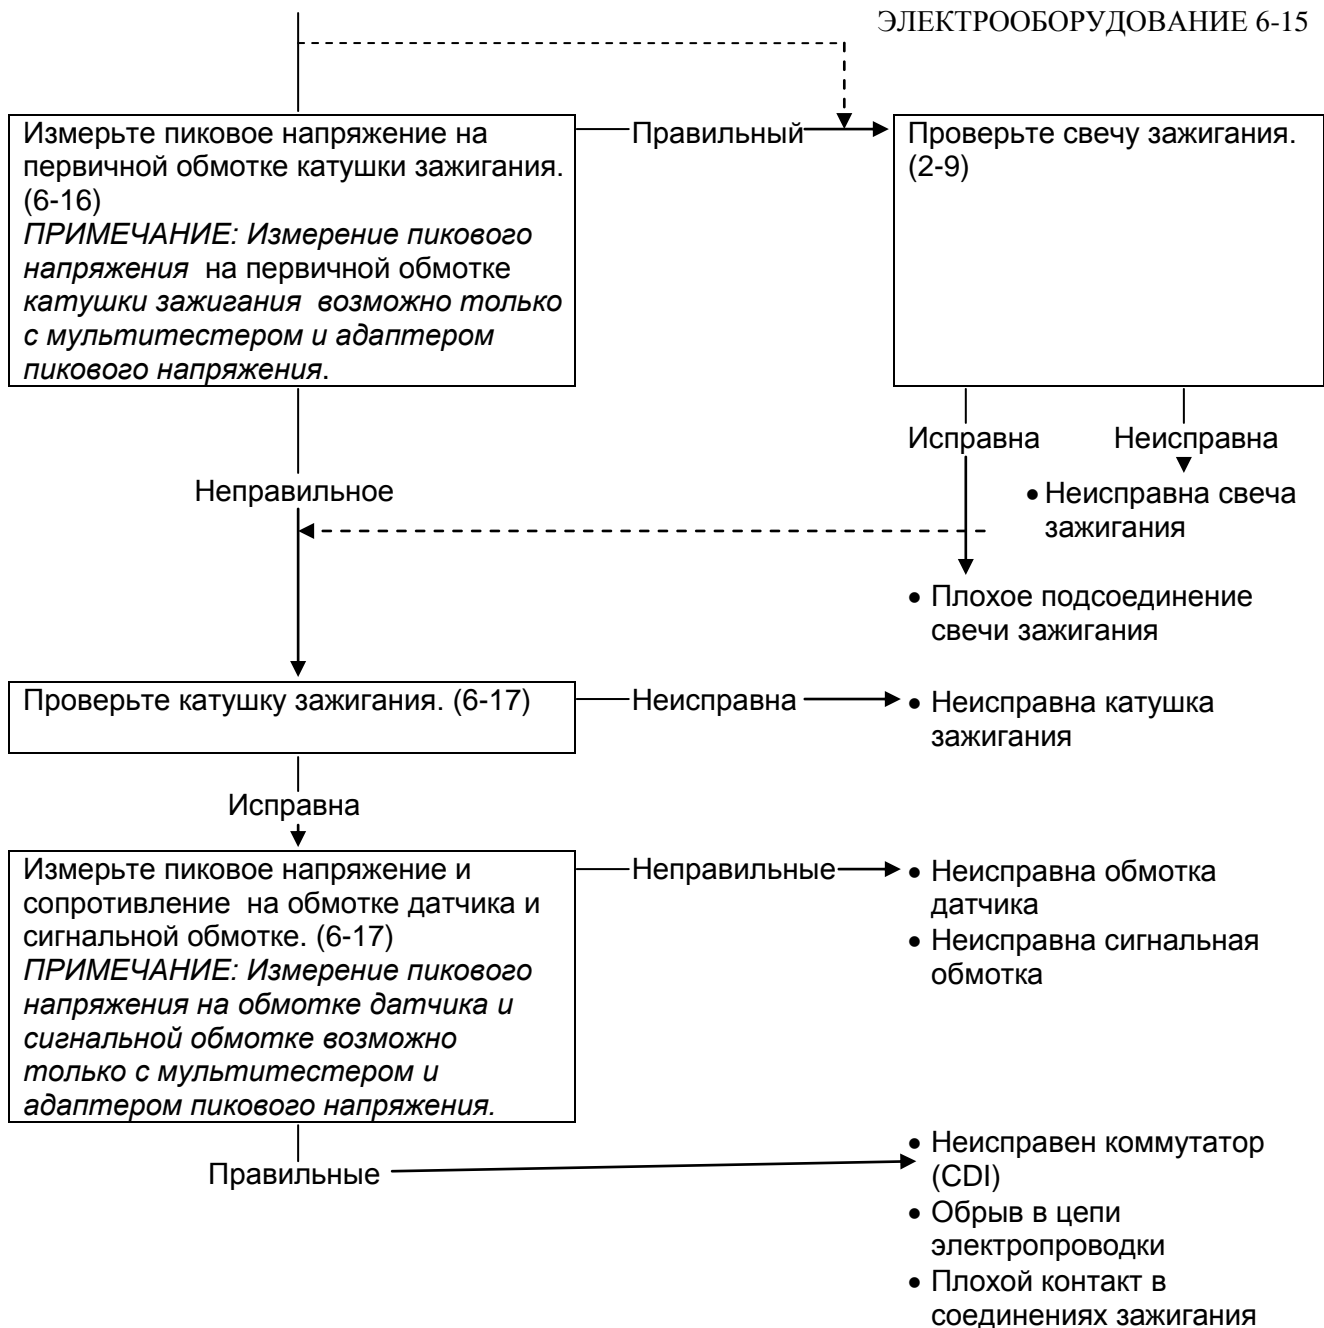 ЭЛЕКТРООБОРУДОВАНИЕ 6-15
Измерьте пиковое напряжение на
первичной обмотке катушки зажигания.
(6-16)
ПРИМЕЧАНИЕ: Измерение пикового
напряжения на первичной обмотке
катушки зажигания возможно только
с мультитестером и адаптером
пикового напряжения.
Правильный
Проверьте свечу зажигания.
(2-9)
Исправна
Неисправна
Неправильное
• Неисправна свеча
зажигания
• Плохое подсоединение
свечи зажигания
Проверьте катушку зажигания. (6-17)
Неисправна
• Неисправна катушка
зажигания
Исправна
Измерьте пиковое напряжение и
сопротивление на обмотке датчика и
сигнальной обмотке. (6-17)
ПРИМЕЧАНИЕ: Измерение пикового
напряжения на обмотке датчика и
сигнальной обмотке возможно
только с мультитестером и
адаптером пикового напряжения.
Неправильные
• Неисправна обмотка
датчика
• Неисправна сигнальная
обмотка
Правильные
• Неисправен коммутатор
(CDI)
• Обрыв в цепи
электропроводки
• Плохой контакт в
соединениях зажигания